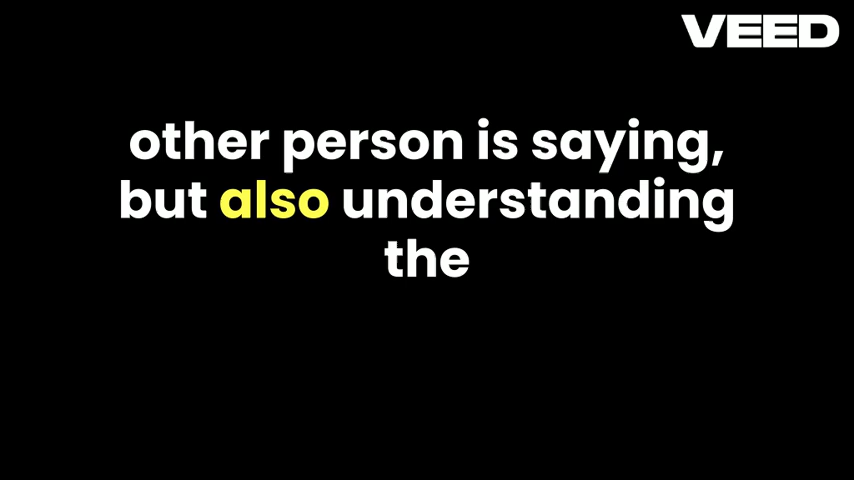 VEED
other person is saying,
but also understanding
the